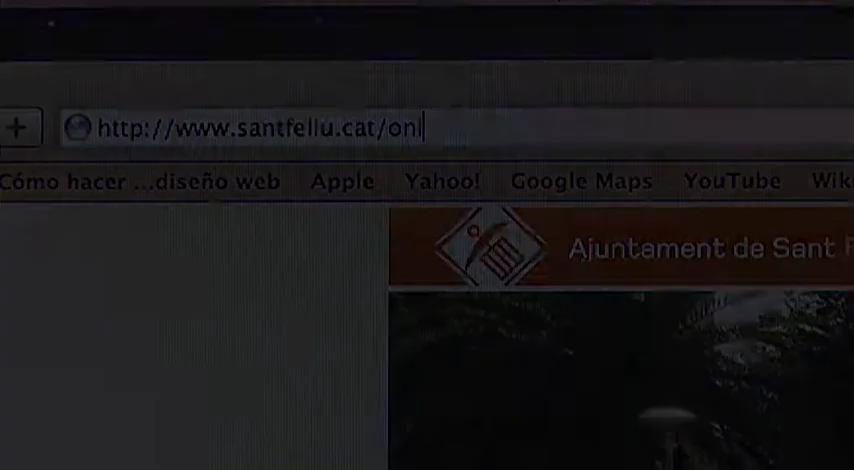 http://www.santfeliu.cat/onl
Cómo hacer ...diseño web Apple Yahoo! Google Maps YouTube
Ajuntament de Sant